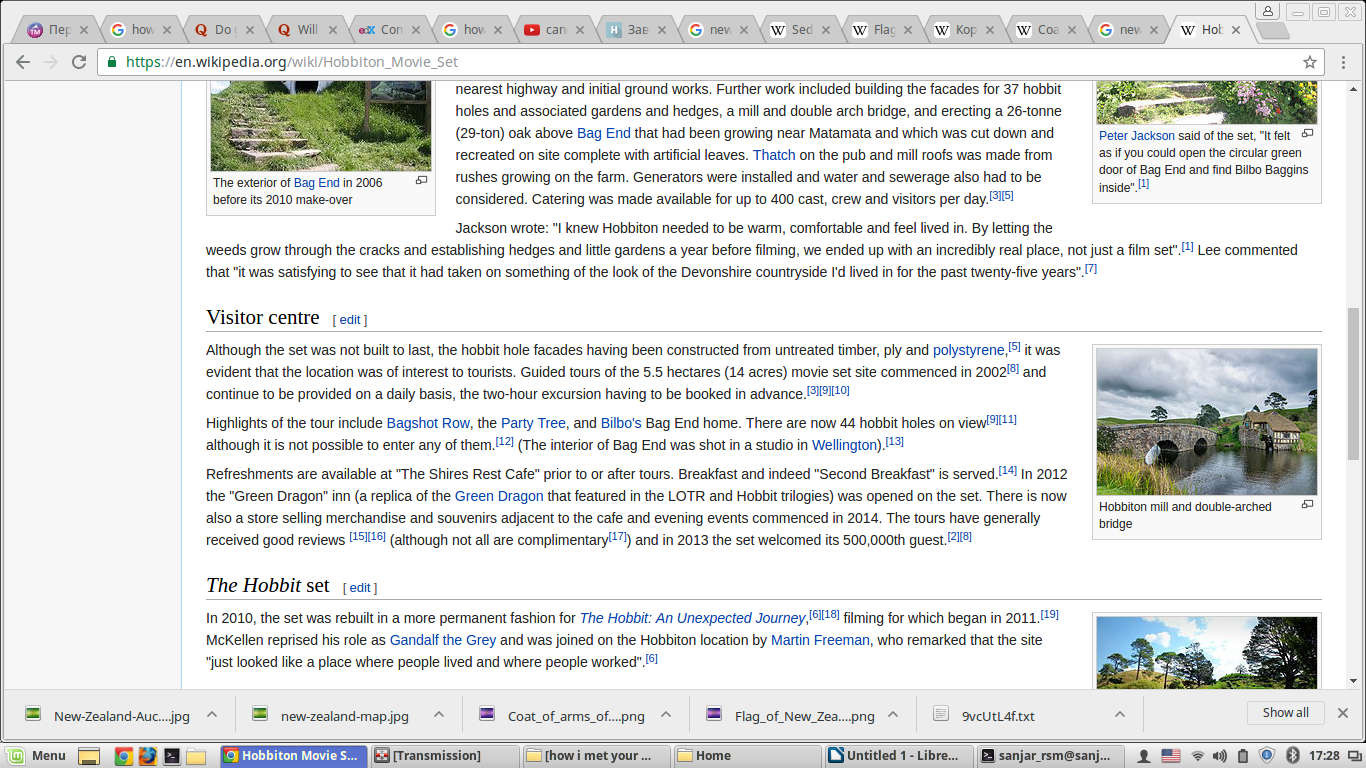 Пер
how
Do g
Will
edX
Con
how
can
H
Зав
new
Sed
Flag
Кор
Coa
new
Hob
https://en.wikipedia.org/wiki/Hobbiton_Movie_Set
nearest highway and initial ground works. Further work included building the facades for 37 hobbit
holes and associated gardens and hedges, a mill and double arch bridge, and erecting a 26-tonne
(29-ton) oak above Bag End that had been growing near Matamata and which was cut down and
recreated on site complete with artificial leaves. Thatch on the pub and mill roofs was made from
rushes growing on the farm. Generators were installed and water and sewerage also had to be
considered. Catering was made available for up to 400 cast, crew and visitors per day.[3][5]
The exterior of Bag End in 2006
before its 2010 make-over
Peter Jackson said of the set, "It felt
as if you could open the circular green
door of Bag End and find Bilbo Baggins
inside".[1]
Jackson wrote: "I knew Hobbiton needed to be warm, comfortable and feel lived in. By letting the
weeds grow through the cracks and establishing hedges and little gardens a year before filming, we ended up with an incredibly real place, not just a film set".[1] Lee commented
that "it was satisfying to see that it had taken on something of the look of the Devonshire countryside I'd lived in for the past twenty-five years".[7]
Visitor centre [ edit ]
Although the set was not built to last, the hobbit hole facades having been constructed from untreated timber, ply and polystyrene,[5] it was
evident that the location was of interest to tourists. Guided tours of the 5.5 hectares (14 acres) movie set site commenced in 2002[8] and
continue to be provided on a daily basis, the two-hour excursion having to be booked in advance.[3][9][10]
Highlights of the tour include Bagshot Row, the Party Tree, and Bilbo's Bag End home. There are now 44 hobbit holes on view[9][11]
although it is not possible to enter any of them.[12] (The interior of Bag End was shot in a studio in Wellington).[13]
Refreshments are available at "The Shires Rest Cafe" prior to or after tours. Breakfast and indeed "Second Breakfast" is served.[14] In 2012
the "Green Dragon" inn (a replica of the Green Dragon that featured in the LOTR and Hobbit trilogies) was opened on the set. There is now
also a store selling merchandise and souvenirs adjacent to the cafe and evening events commenced in 2014. The tours have generally
received good reviews [15][16] (although not all are complimentary[17]) and in 2013 the set welcomed its 500,000th guest.[2][8]
Hobbiton mill and double-arched
bridge
The Hobbit set [ edit ]
In 2010, the set was rebuilt in a more permanent fashion for The Hobbit: An Unexpected Journey,[6][18] filming for which began in 2011.[19]
McKellen reprised his role as Gandalf the Grey and was joined on the Hobbiton location by Martin Freeman, who remarked that the site
"just looked like a place where people lived and where people worked".[6]
New-Zealand-Auc....jpg
new-zealand-map.jpg
Coat_of_arms_of....png
Flag_of_New_Zea....png
9vcUtL4f.txt
Show all
Menu
Hobbiton Movie S...
[Transmission]
[how i met your ...
Home
Untitled 1 - Libre...
sanjar_rsm@sanj...
17:28